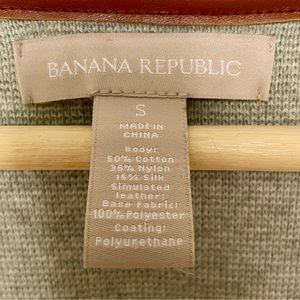 BANANA REPUBLIC
S
MADE IN
CHINA
Body:
50% Cotton
35% Nylon
15% Silk
Simulated
leather:
Base Fabric:
100% Polyester
Coating:
Polyurethane